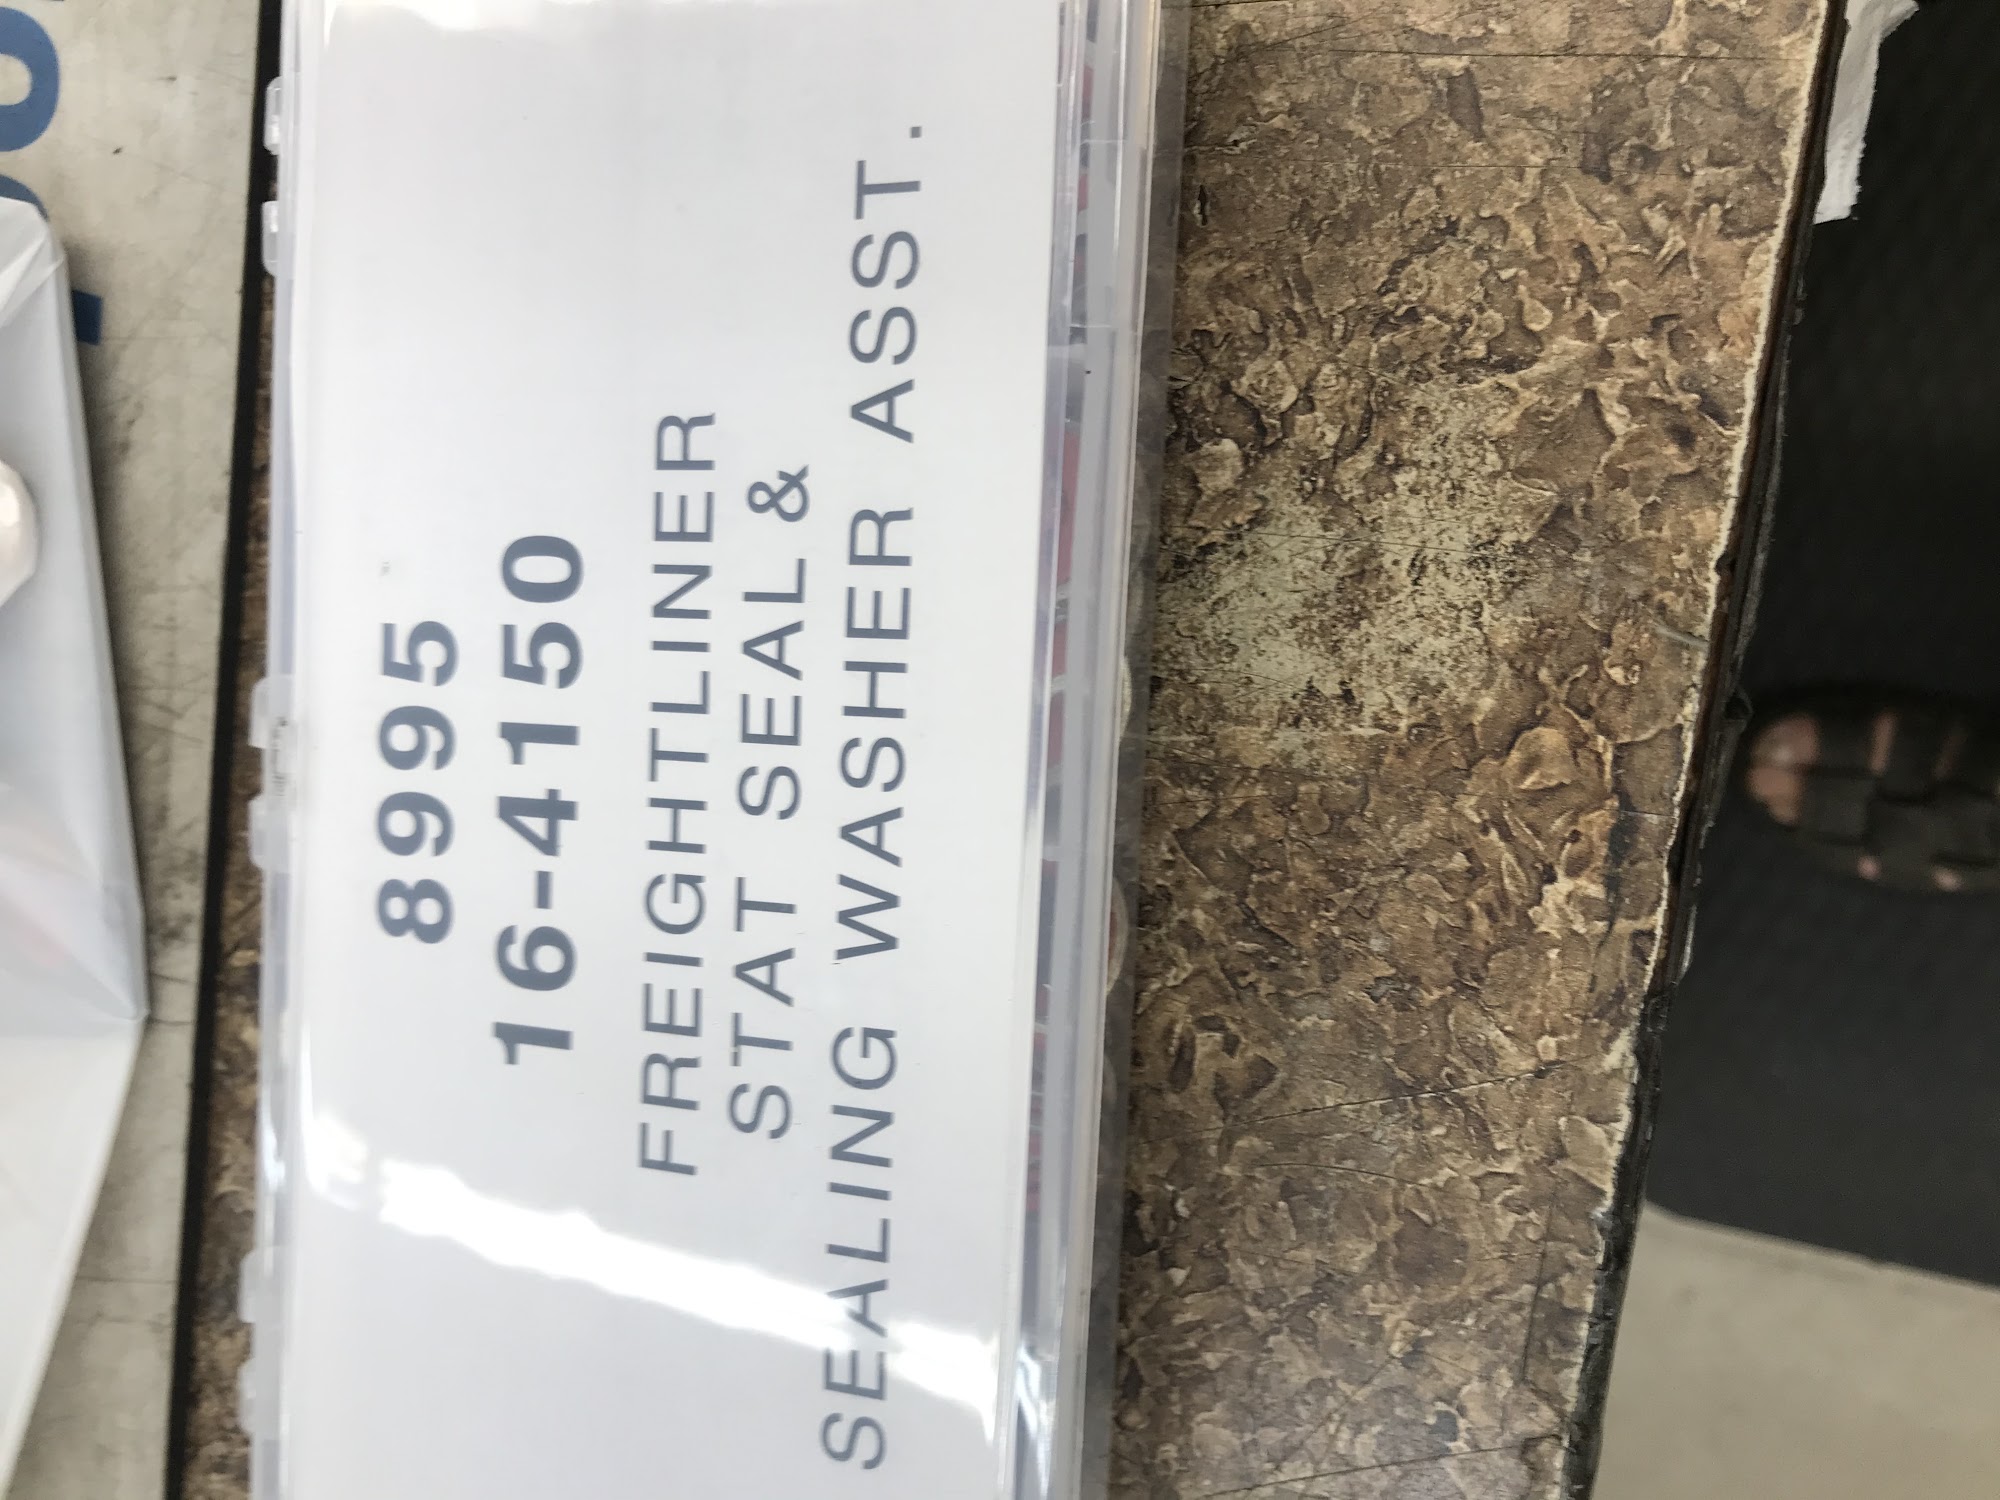 8995
16-4150
FREIGHTLINER
STAT SEAL &
SEALING WASHER ASST.